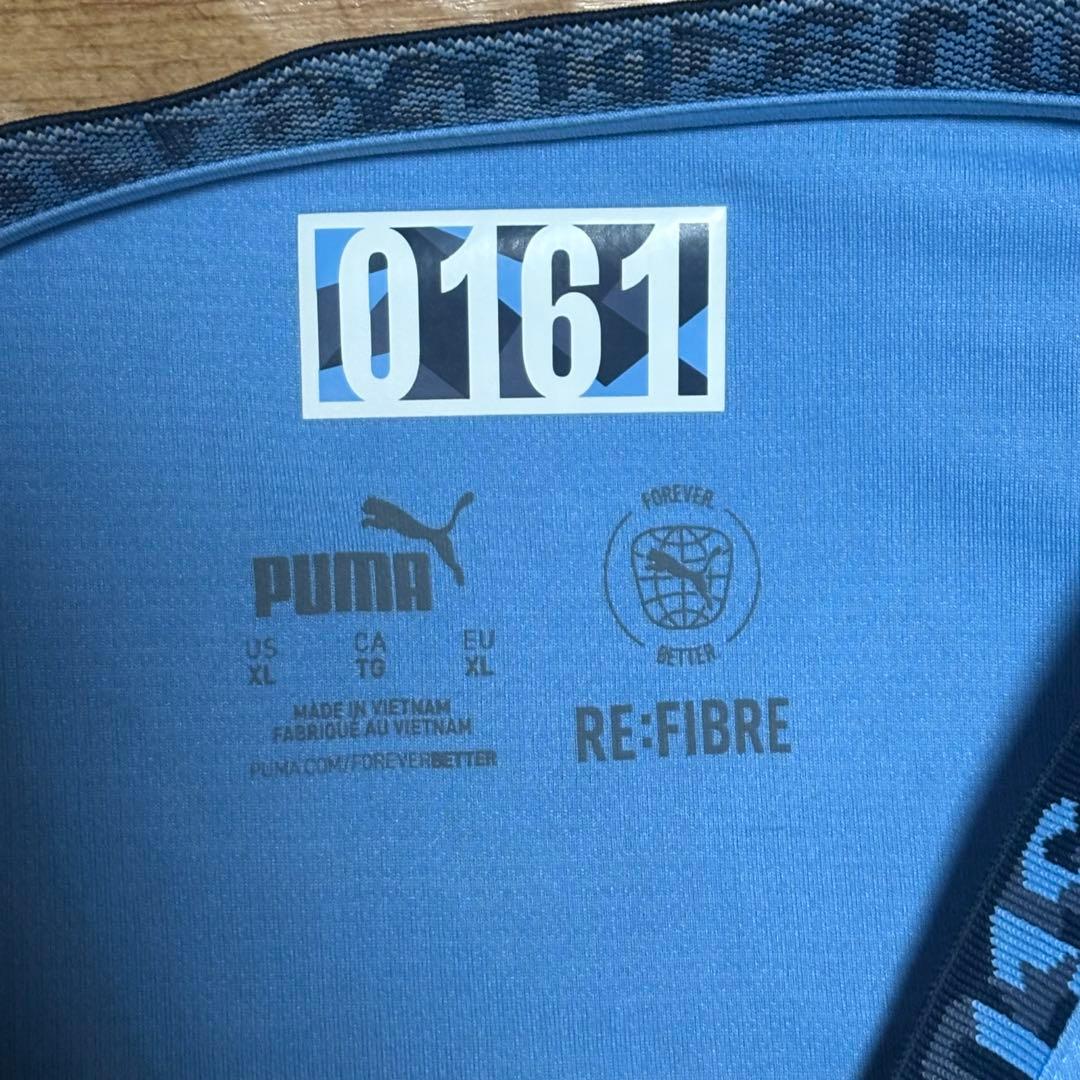 0161
PUMA
US CA EU
XL TG XL
MADE IN VIETNAM
FABRIQUÉ AU VIETNAM
PUMA.COM/FOREVERBETTER
FOREVER.
BETTER
RE:FIBRE